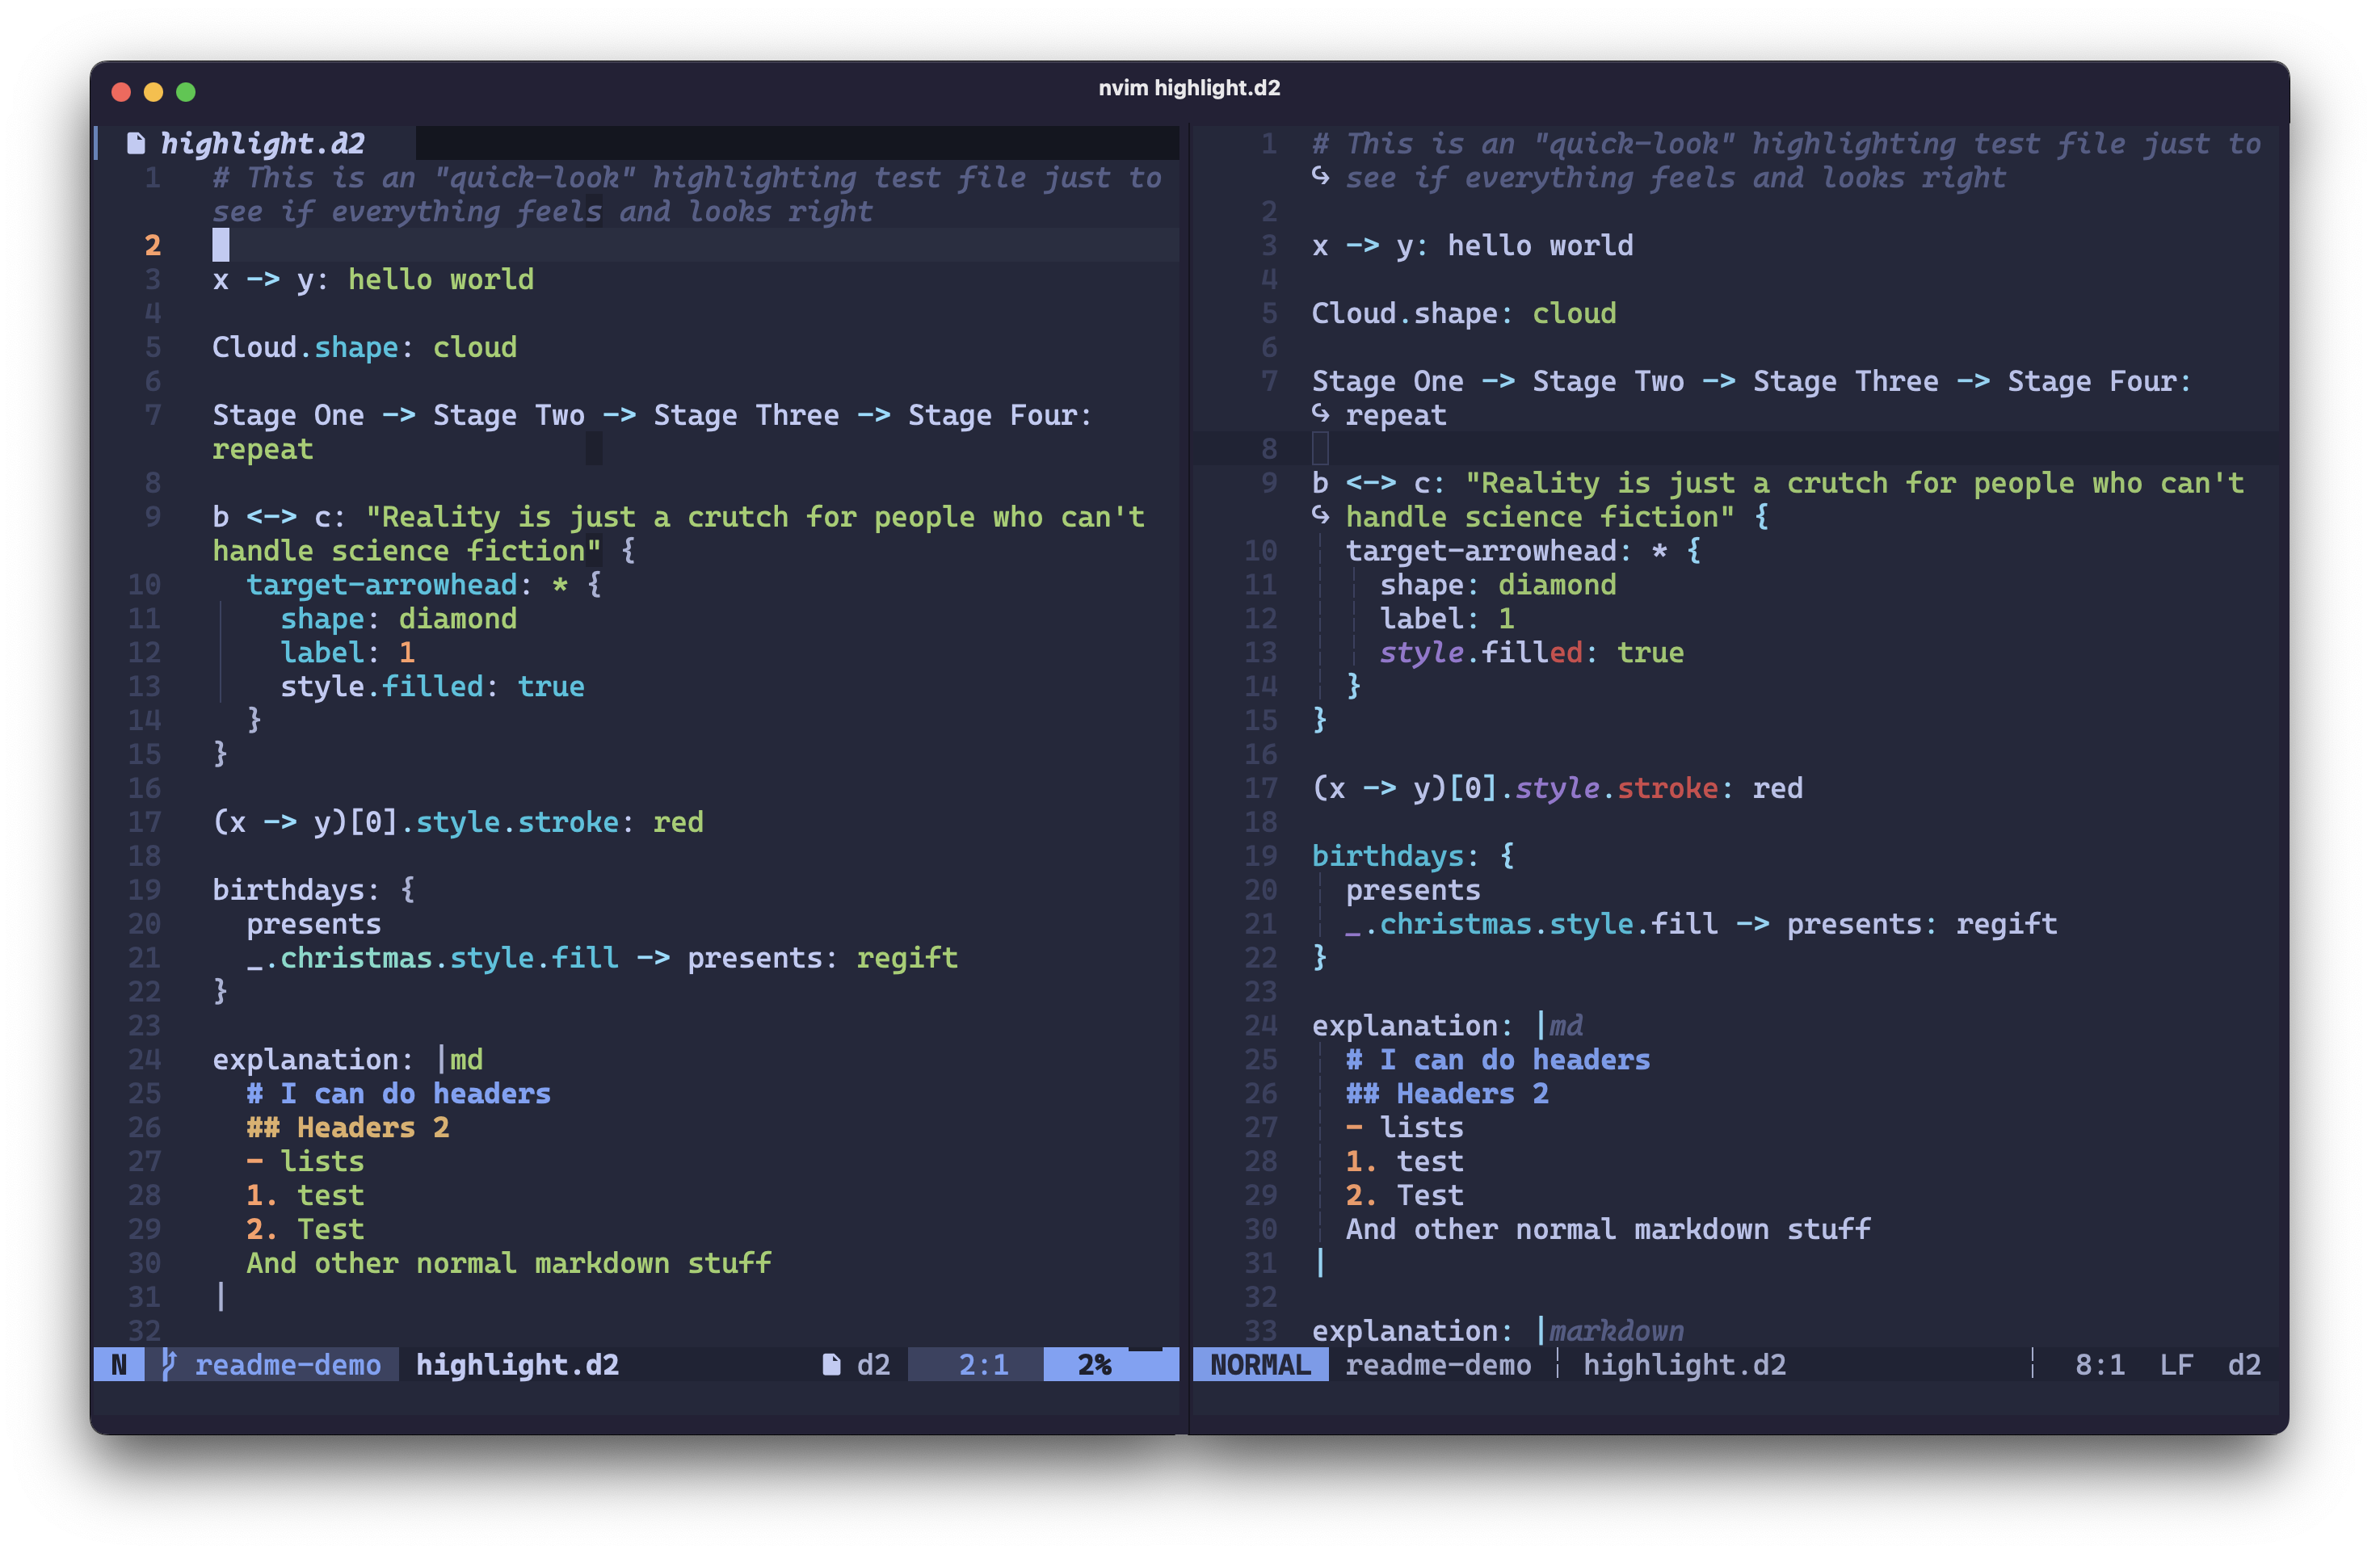 nvim highlight.d2
highlight.d2
1 # This is an "quick-look" highlighting test file just to
see if everything feels and looks right
2
3 x -> y: hello world
4
5 Cloud.shape: cloud
6
7 Stage One -> Stage Two -> Stage Three -> Stage Four:
repeat
8
9 b <-> c: "Reality is just a crutch for people who can't
handle science fiction" {
10 target-arrowhead: * {
11 shape: diamond
12 label: 1
13 style.filled: true
14 }
15 }
16
17 (x -> y)[0].style.stroke: red
18
19 birthdays: {
20 presents
21 _.christmas.style.fill -> presents: regift
22 }
23
24 explanation: |md
25 # I can do headers
26 ## Headers 2
27 - lists
28 1. test
29 2. Test
30 And other normal markdown stuff
31 |
32
N readme-demo highlight.d2 d2 2:1 2%
1 # This is an "quick-look" highlighting test file just to
↪ see if everything feels and looks right
2
3 x -> y: hello world
4
5 Cloud.shape: cloud
6
7 Stage One -> Stage Two -> Stage Three -> Stage Four:
↪ repeat
8
9 b <-> c: "Reality is just a crutch for people who can't
↪ handle science fiction" {
10 target-arrowhead: * {
11 shape: diamond
12 label: 1
13 style.filled: true
14 }
15 }
16
17 (x -> y)[0].style.stroke: red
18
19 birthdays: {
20 presents
21 _.christmas.style.fill -> presents: regift
22 }
23
24 explanation: |md
25 # I can do headers
26 ## Headers 2
27 - lists
28 1. test
29 2. Test
30 And other normal markdown stuff
31 |
32
33 explanation: |markdown
NORMAL readme-demo ¦ highlight.d2 ¦ 8:1 LF d2